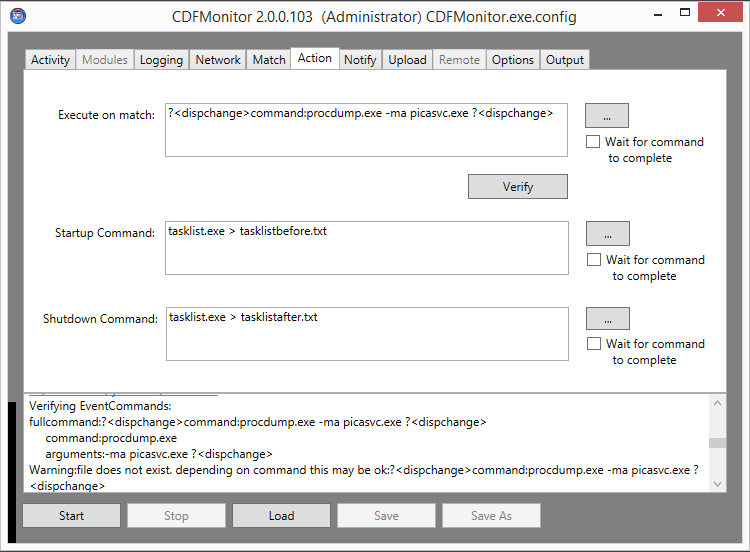 CDFMonitor 2.0.0.103 (Administrator) CDFMonitor.exe.config
Activity Modules Logging Network Match Action Notify Upload Remote Options Output
Execute on match: ?<dispchange>command:procdump.exe -ma picasvc.exe ?<dispchange> ...
Wait for command
to complete
Verify
Startup Command: tasklist.exe > tasklistbefore.txt ...
Wait for command
to complete
Shutdown Command: tasklist.exe > tasklistafter.txt ...
Wait for command
to complete
Verifying EventCommands:
fullcommand:?<dispchange>command:procdump.exe -ma picasvc.exe ?<dispchange>
command:procdump.exe
arguments:-ma picasvc.exe ?<dispchange>
Warning:file does not exist. depending on command this may be ok:?<dispchange>command:procdump.exe -ma picasvc.exe ?
<dispchange>
Start Stop Load Save Save As